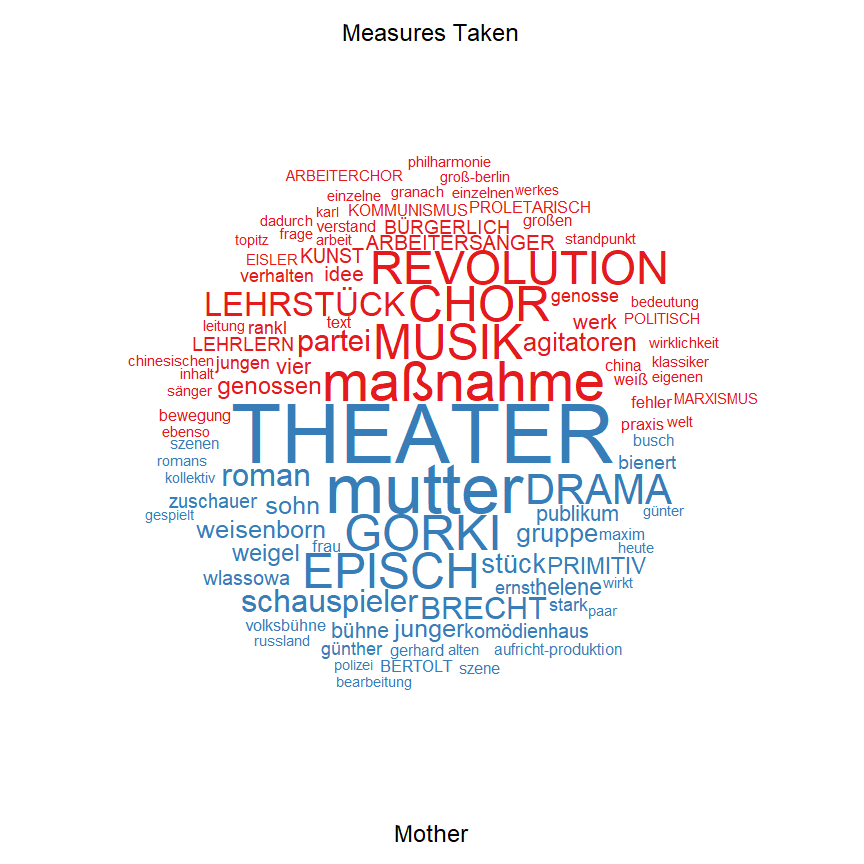 Measures Taken
philharmonie
ARBEITERCHOR groß-berlin
einzelne granach einzelnen werkes
karl KOMMUNISMUS PROLETARISCH
dadurch verstand BÜRGERLICH großen
topitz frage arbeit ARBEITERSÄNGER standpunkt
EISLER KUNST REVOLUTION
verhalten idee
LEHRSTÜCK CHOR genosse bedeutung
leitung rankl text werk POLITISCH
LEHRLERN partei MUSIK agitatoren wirklichkeit
chinesischen jungen vier china klassiker
inhalt genossen maßnahme weiß eigenen
sänger fehler MARXISMUS
bewegung praxis welt
ebenso THEATER busch
szenen
romans bienert
kollektiv roman mutter DRAMA
zuschauer sohn publikum günter
gespielt
weisenborn GORKI gruppe maxim
weigel frau heute
wlassowa EPISCH stück PRIMITIV
ernst helene wirkt
schauspieler BRECHT stark paar
volksbühne bühne junger komödienhaus
russland
günther gerhard alten aufricht-produktion
polizei BERTOLT szene
bearbeitung
Mother